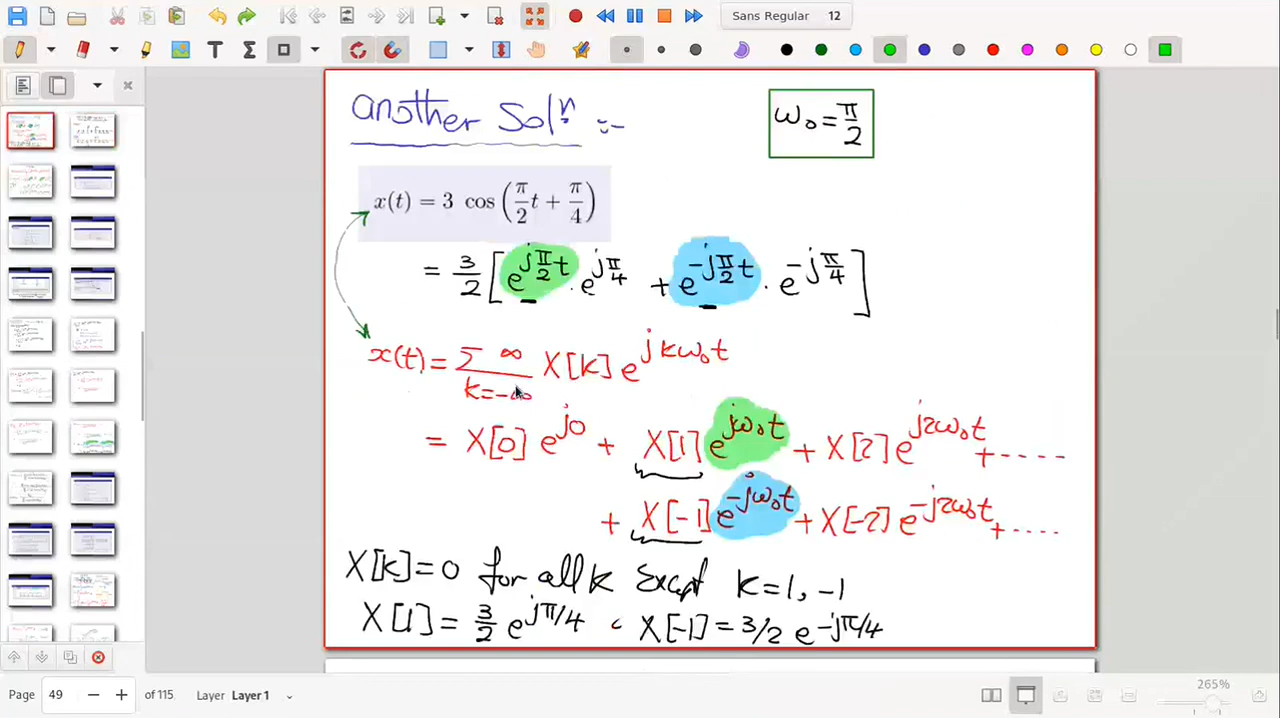 Sans Regular 12
another Solⁿ :-
ω₀ = π/2
x(t) = 3 cos(π/2 t + π/4)
= 3/2 [e^{jπ/2 t} . e^{jπ/4} + e^{-jπ/2 t} . e^{-jπ/4}]
x(t) = Σ_{k=-∞}^{∞} X[k] e^{jkω₀t}
= X[0] e^{j0} + X[1] e^{jω₀t} + X[2] e^{j2ω₀t} + -----
+ X[-1] e^{-jω₀t} + X[-2] e^{-j2ω₀t} + .....
X[k] = 0 for all k Except k = 1, -1
X[1] = 3/2 e^{jπ/4} , X[-1] = 3/2 e^{-jπ/4}
Page 49 of 115 Layer Layer 1 265%